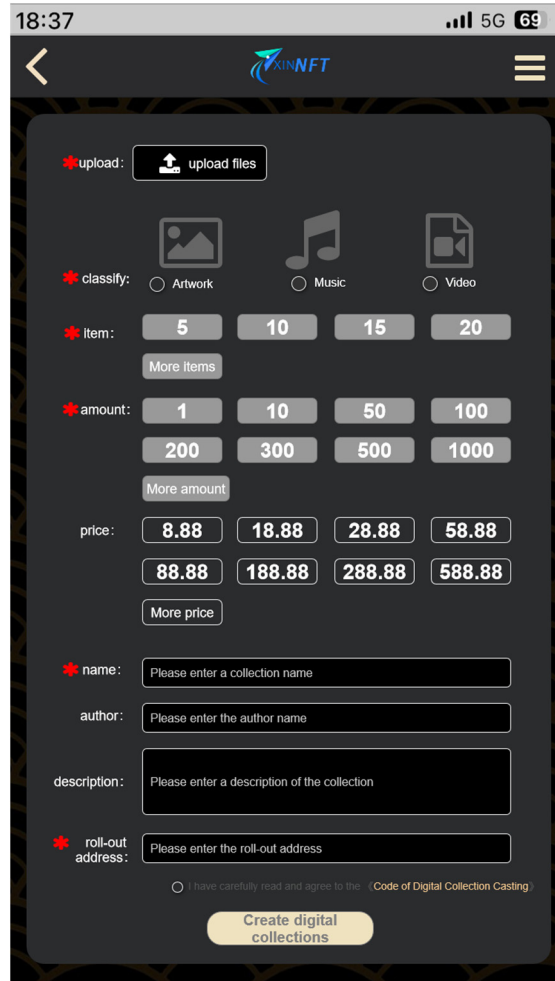 18:37 5G 69
XINNFT
✱upload: upload files
✱ classify: Artwork Music Video
✱ item: 5 10 15 20
More items
✱amount: 1 10 50 100
200 300 500 1000
More amount
price: 8.88 18.88 28.88 58.88
88.88 188.88 288.88 588.88
More price
✱ name: Please enter a collection name
author: Please enter the author name
description: Please enter a description of the collection
✱ roll-out
address: Please enter the roll-out address
I have carefully read and agree to the 《Code of Digital Collection Casting》
Create digital
collections